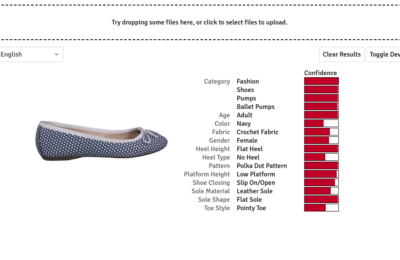 Try dropping some files here, or click to select files to upload.
English
Clear Results
Toggle Dev
Confidence
Category Fashion
Shoes
Pumps
Ballet Pumps
Age Adult
Color Navy
Fabric Crochet Fabric
Gender Female
Heel Height Flat Heel
Heel Type No Heel
Pattern Polka Dot Pattern
Platform Height Low Platform
Shoe Closing Slip On/Open
Sole Material Leather Sole
Sole Shape Flat Sole
Toe Style Pointy Toe